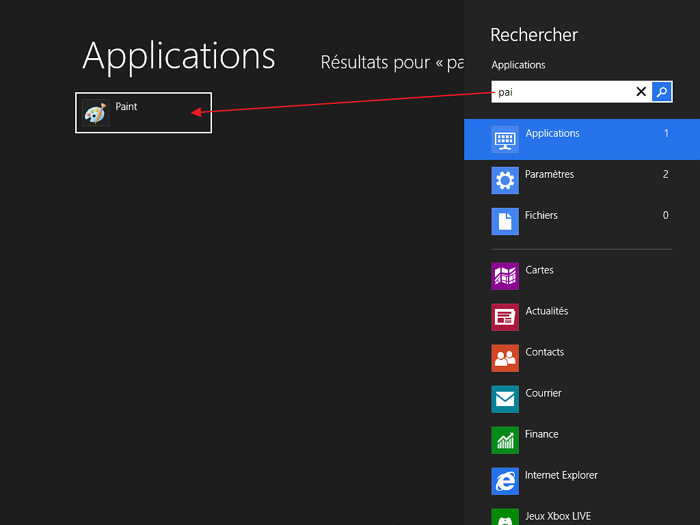 Applications
Résultats pour « pa
Paint
Rechercher
Applications
pai
Applications 1
Paramètres 2
Fichiers 0
Cartes
Actualités
Contacts
Courrier
Finance
Internet Explorer
Jeux Xbox LIVE